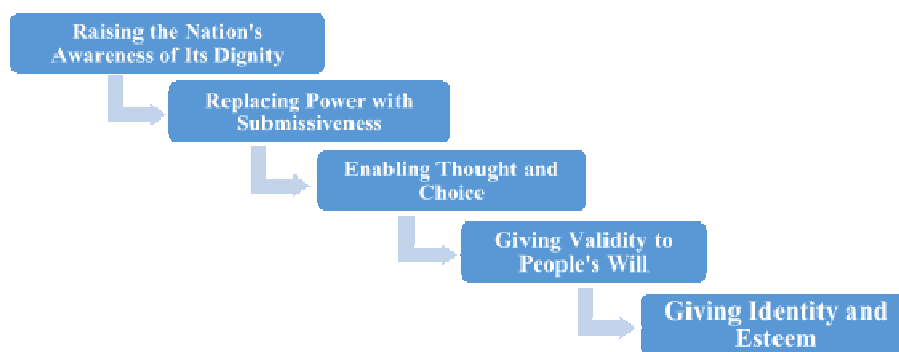 Raising the Nation's
Awareness of Its Dignity
Replacing Power with
Submissiveness
Enabling Thought and
Choice
Giving Validity to
People's Will
Giving Identity and
Esteem